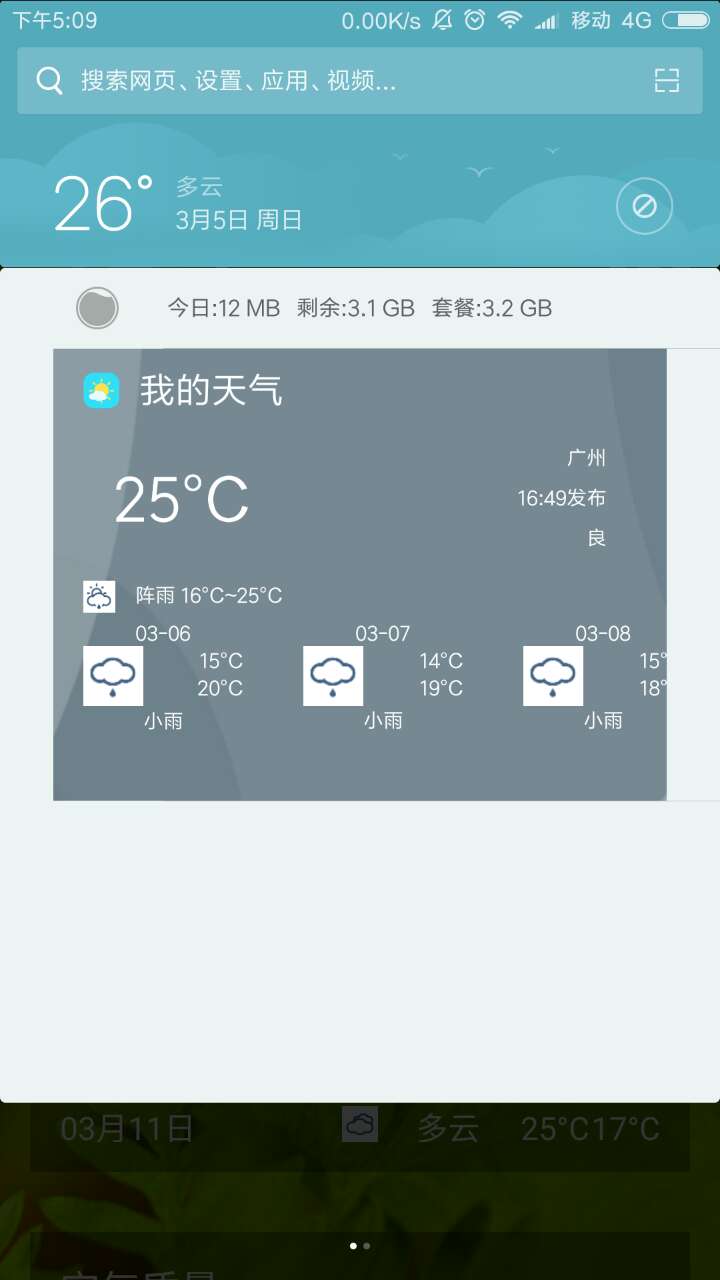 下午5:09 0.00K/s 移动 4G
搜索网页、设置、应用、视频...
26° 多云
3月5日 周日
今日:12 MB 剩余:3.1 GB 套餐:3.2 GB
我的天气
广州
25°C 16:49发布
良
阵雨 16°C~25°C
03-06 03-07 03-08
15°C 14°C 15°
20°C 19°C 18°
小雨 小雨 小雨
03月11日 多云 25°C17°C
空气质量